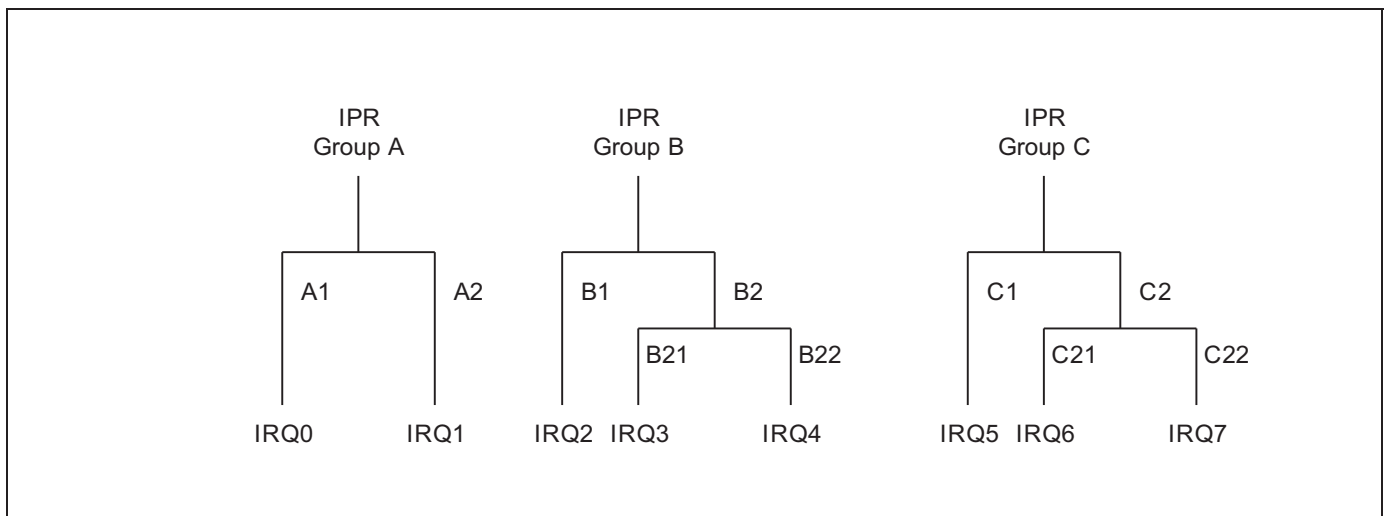 IPR
Group A
IPR
Group B
IPR
Group C
A1
A2
B1
B2
C1
C2
B21
B22
C21
C22
IRQ0
IRQ1
IRQ2
IRQ3
IRQ4
IRQ5
IRQ6
IRQ7